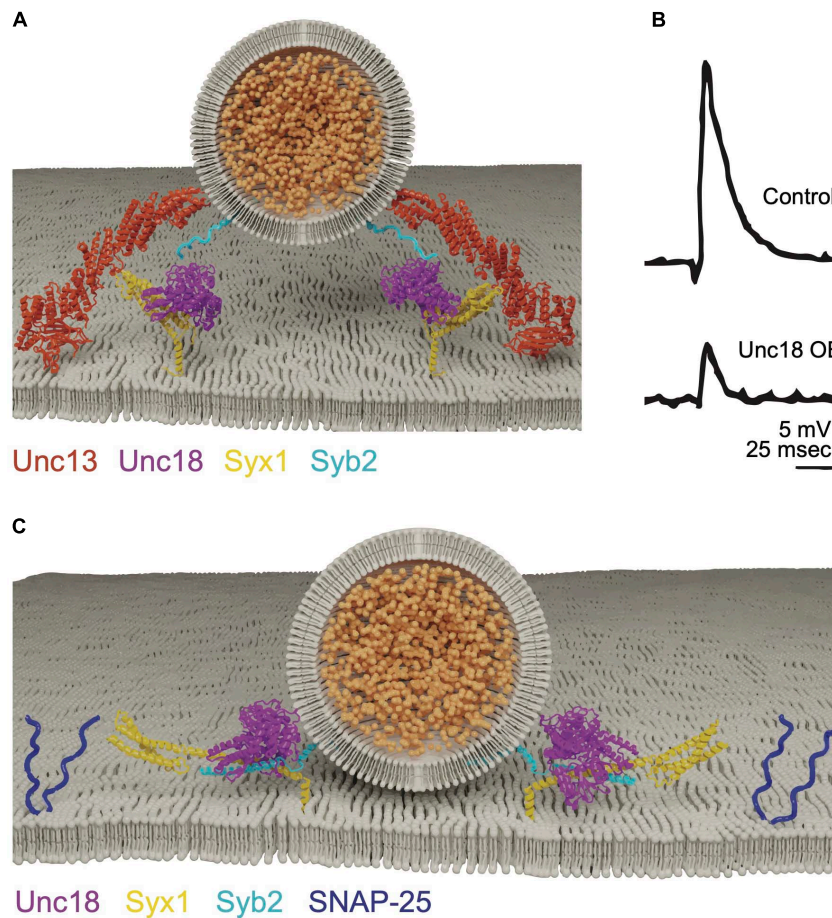 A
B
Control
Unc18 OE
5 mV
25 msec
Unc13 Unc18 Syx1 Syb2
C
Unc18 Syx1 Syb2 SNAP-25